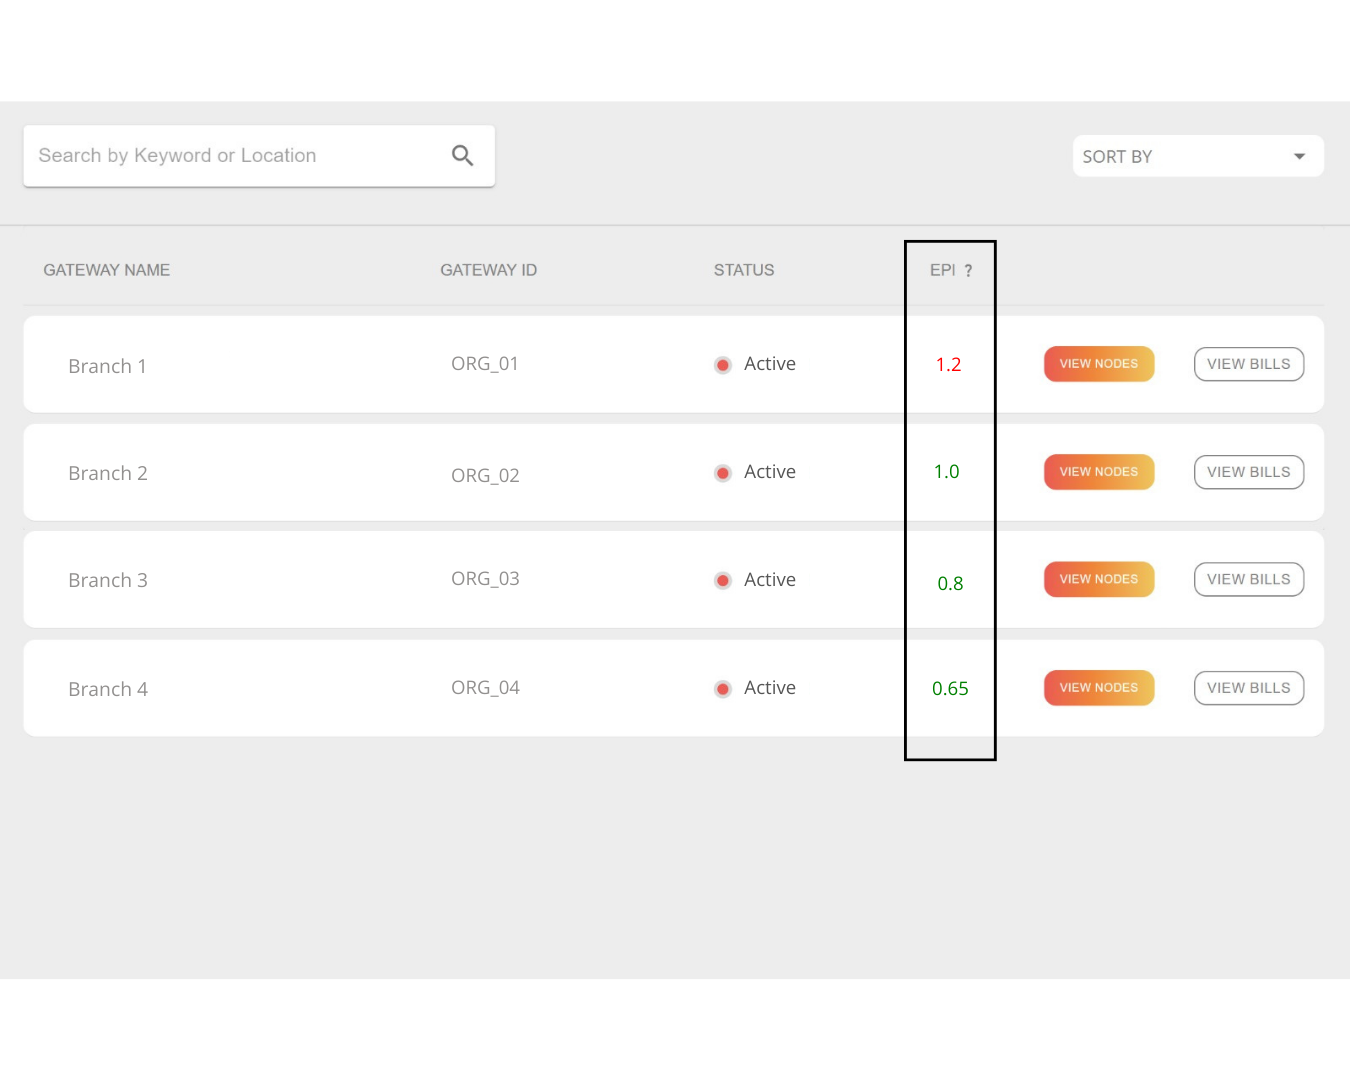 Search by Keyword or Location
SORT BY
GATEWAY NAME GATEWAY ID STATUS EPI ?
Branch 1 ORG_01 Active 1.2 VIEW NODES VIEW BILLS
Branch 2 ORG_02 Active 1.0 VIEW NODES VIEW BILLS
Branch 3 ORG_03 Active 0.8 VIEW NODES VIEW BILLS
Branch 4 ORG_04 Active 0.65 VIEW NODES VIEW BILLS